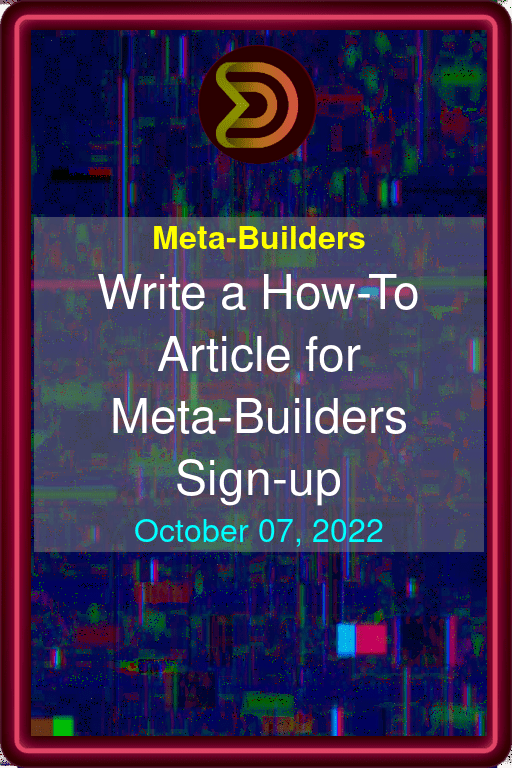 Meta-Builders
Write a How-To
Article for
Meta-Builders
Sign-up
October 07, 2022